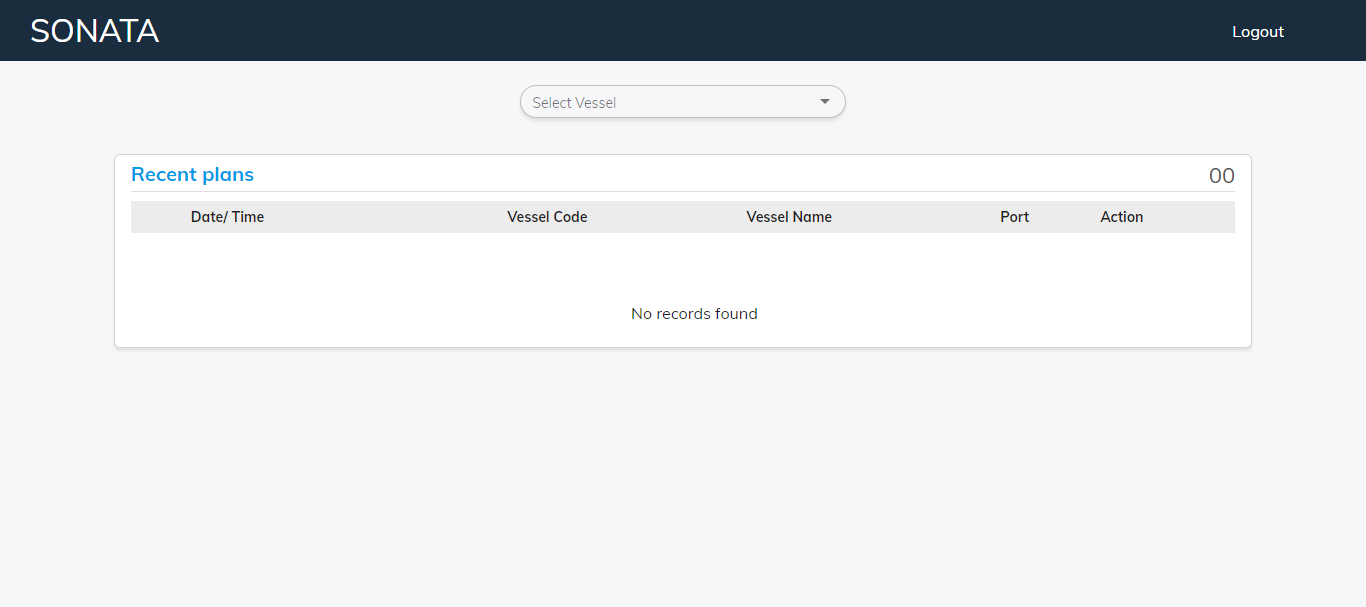 SONATA Logout
Select Vessel
Recent plans 00
Date/ Time Vessel Code Vessel Name Port Action
No records found